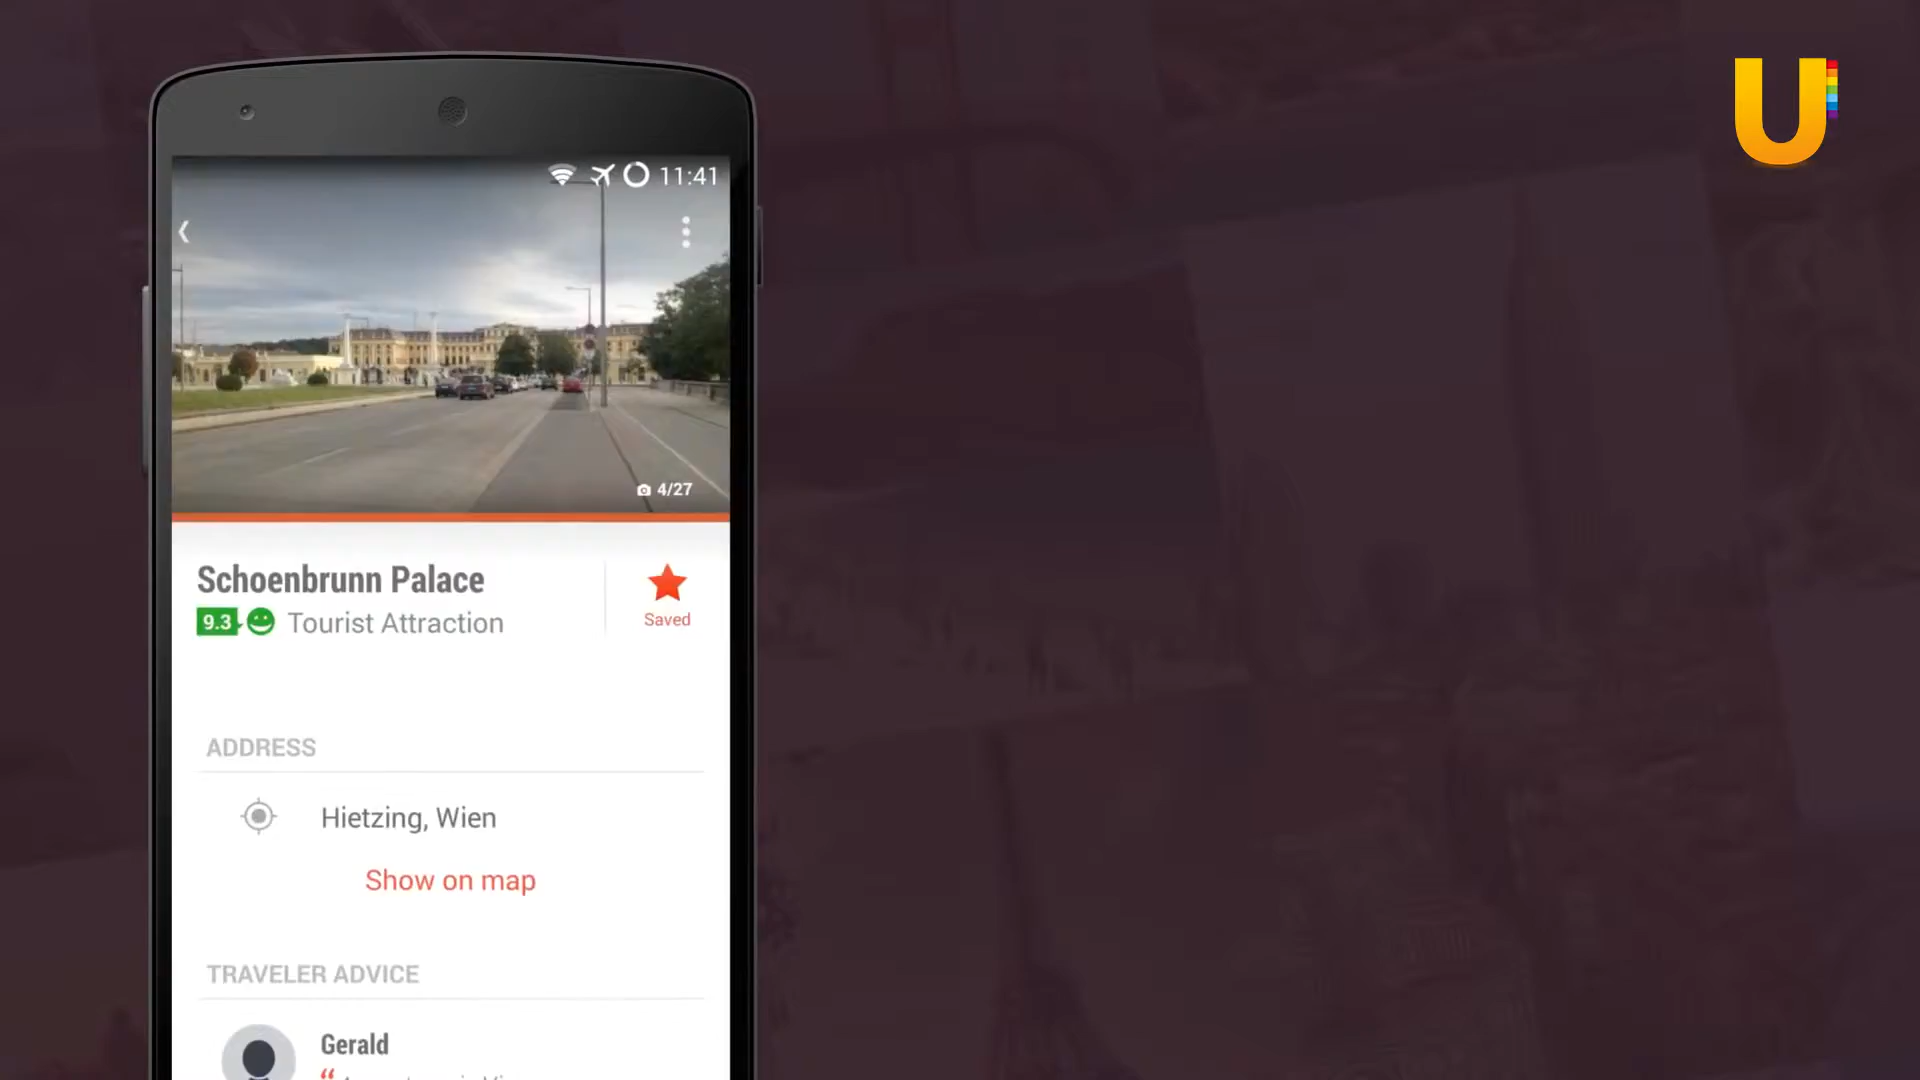 U
11:41
4/27
Schoenbrunn Palace
9.3 Tourist Attraction
Saved
ADDRESS
Hietzing, Wien
Show on map
TRAVELER ADVICE
Gerald